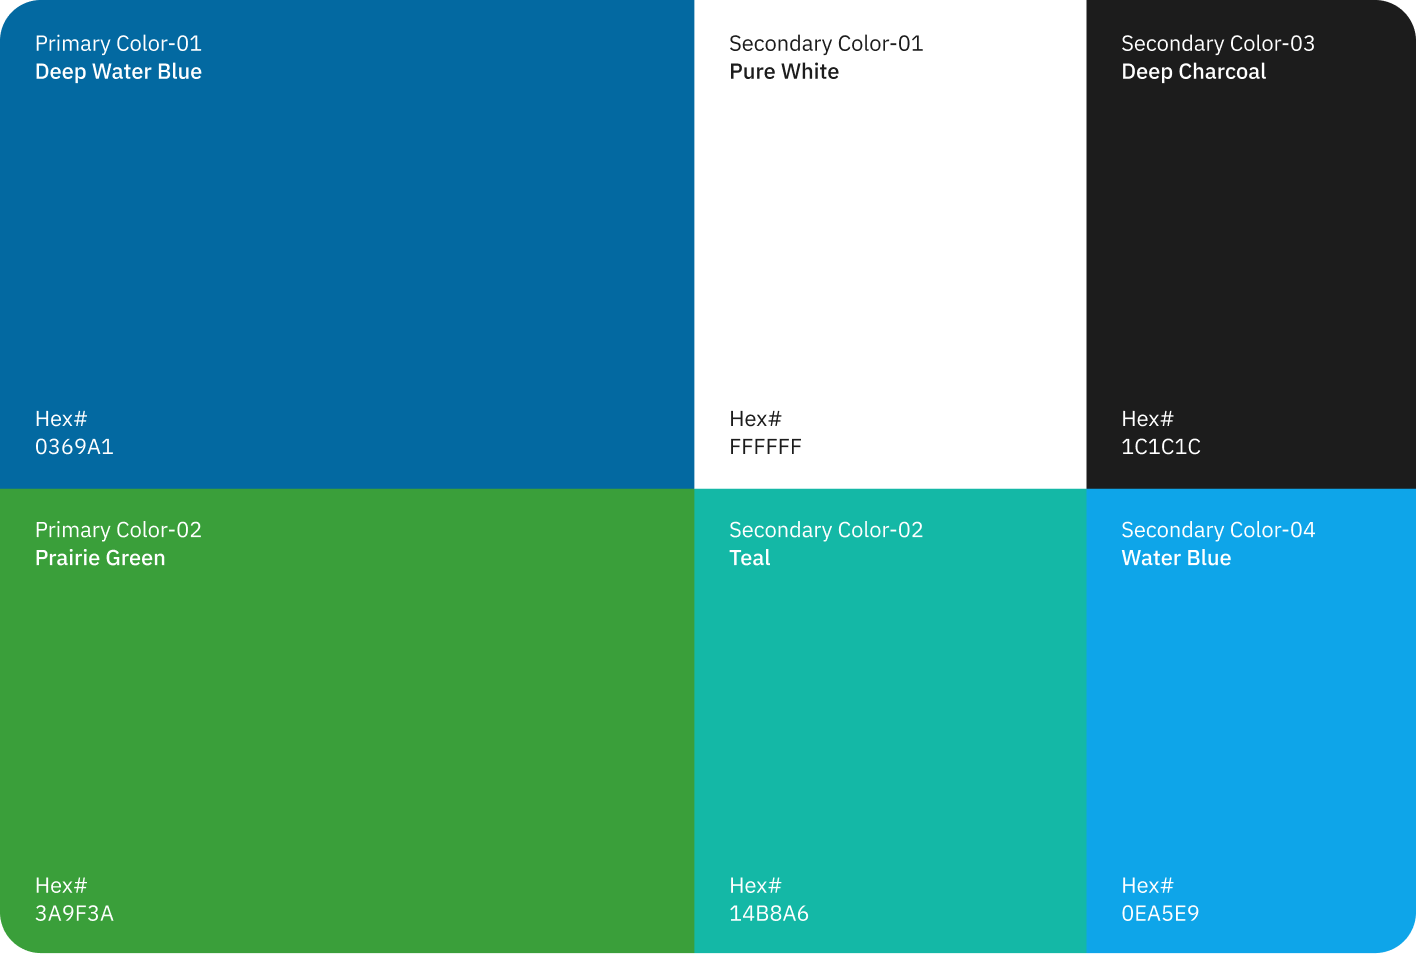 Primary Color-01
Deep Water Blue
Hex#
0369A1
Secondary Color-01
Pure White
Hex#
FFFFFF
Secondary Color-03
Deep Charcoal
Hex#
1C1C1C
Primary Color-02
Prairie Green
Hex#
3A9F3A
Secondary Color-02
Teal
Hex#
14B8A6
Secondary Color-04
Water Blue
Hex#
0EA5E9